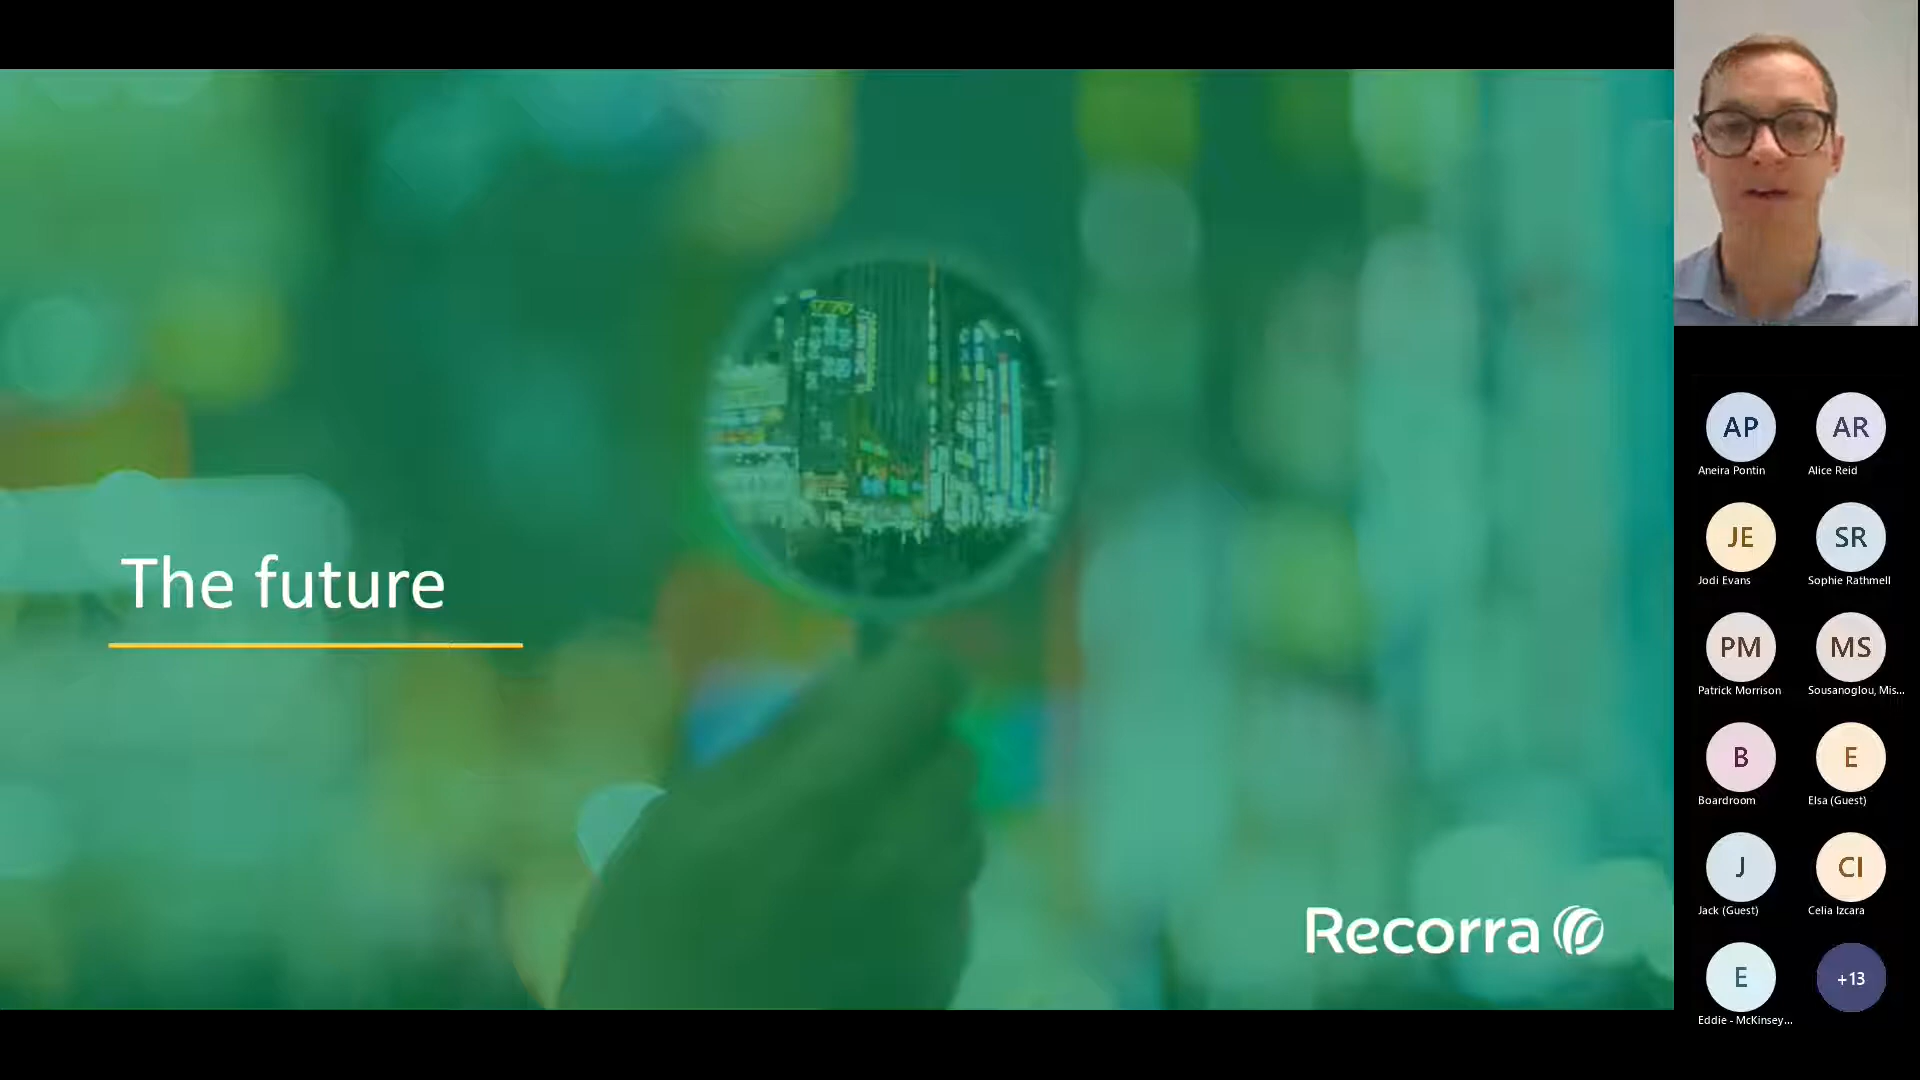 The future
Recorra
AP
Aneira Pontin
AR
Alice Reid
JE
Jodi Evans
SR
Sophie Rathmell
PM
Patrick Morrison
MS
Sousanoglou, Mis...
B
Boardroom
E
Elsa (Guest)
J
Jack (Guest)
CI
Celia Izcara
E
Eddie - McKinsey...
+13